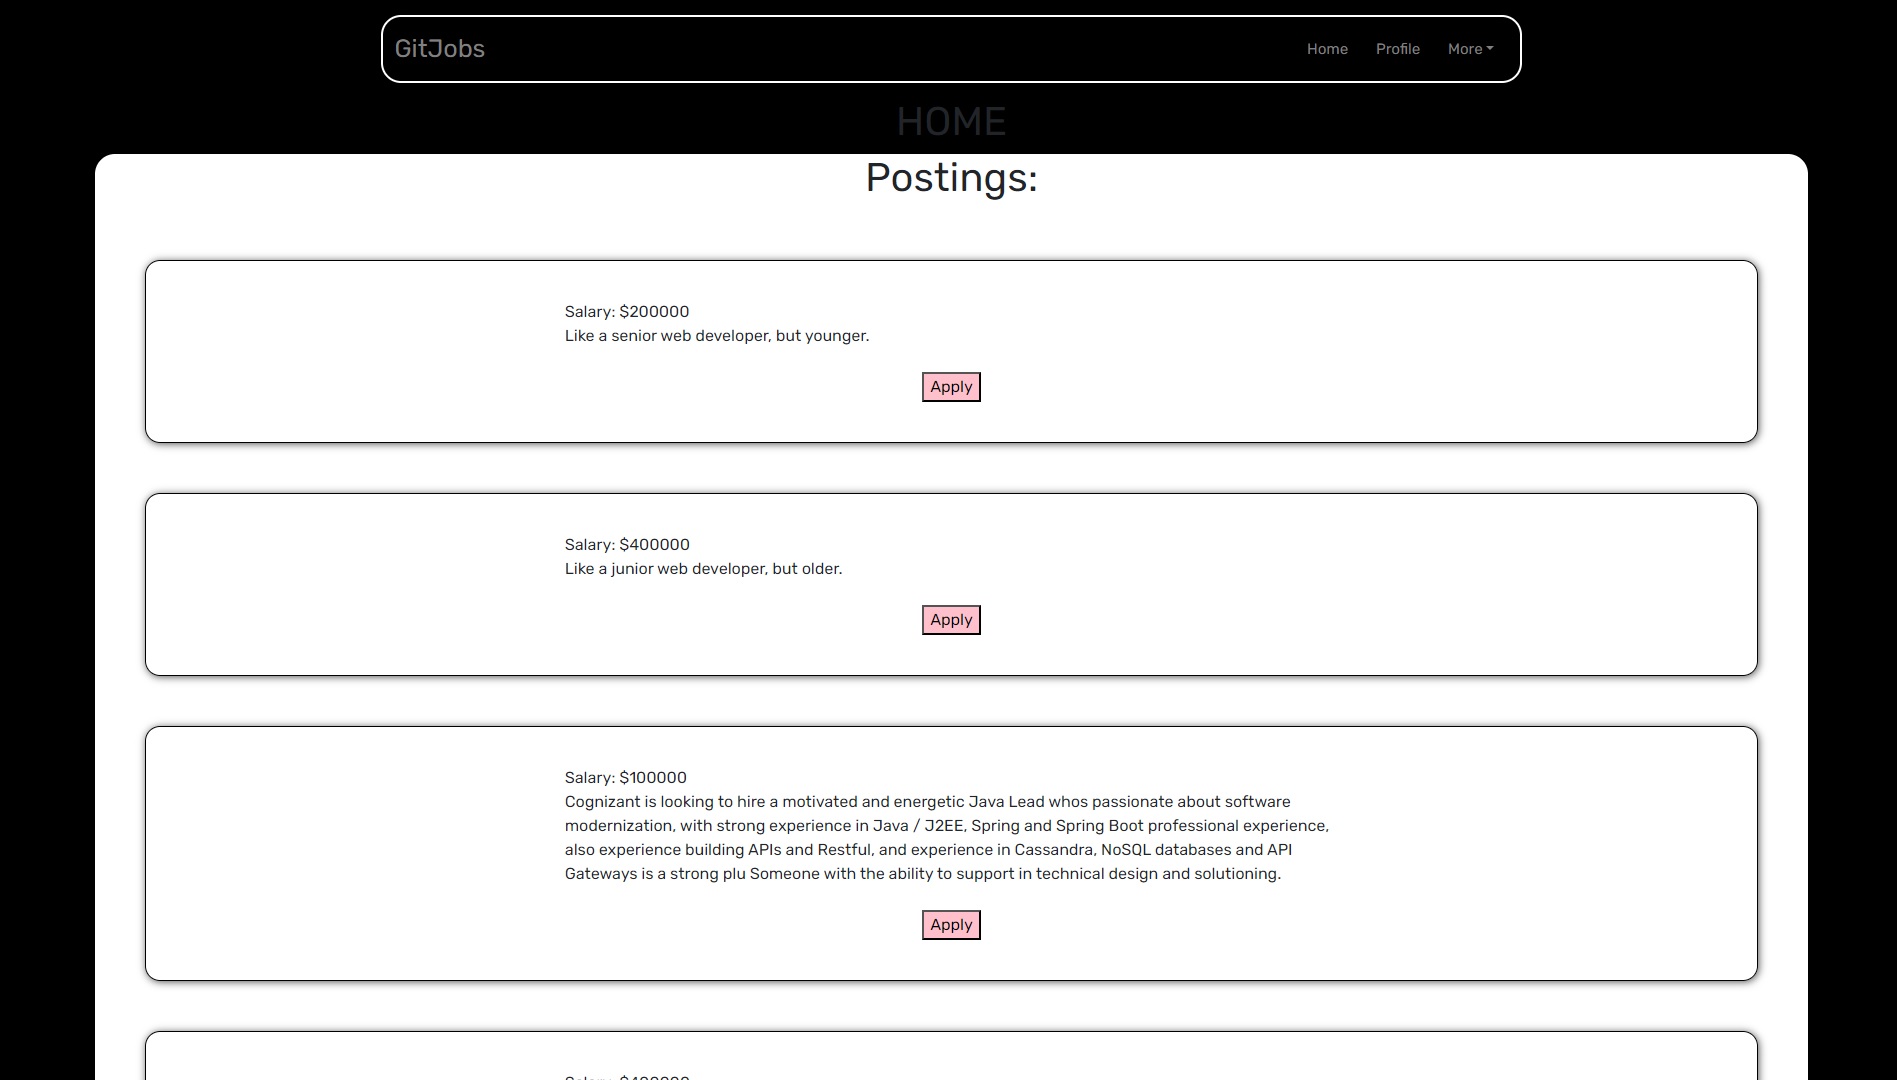 GitJobs
Home Profile More
HOME
Postings:
Salary: $200000
Like a senior web developer, but younger.
Apply
Salary: $400000
Like a junior web developer, but older.
Apply
Salary: $100000
Cognizant is looking to hire a motivated and energetic Java Lead whos passionate about software
modernization, with strong experience in Java / J2EE, Spring and Spring Boot professional experience,
also experience building APIs and Restful, and experience in Cassandra, NoSQL databases and API
Gateways is a strong plu Someone with the ability to support in technical design and solutioning.
Apply